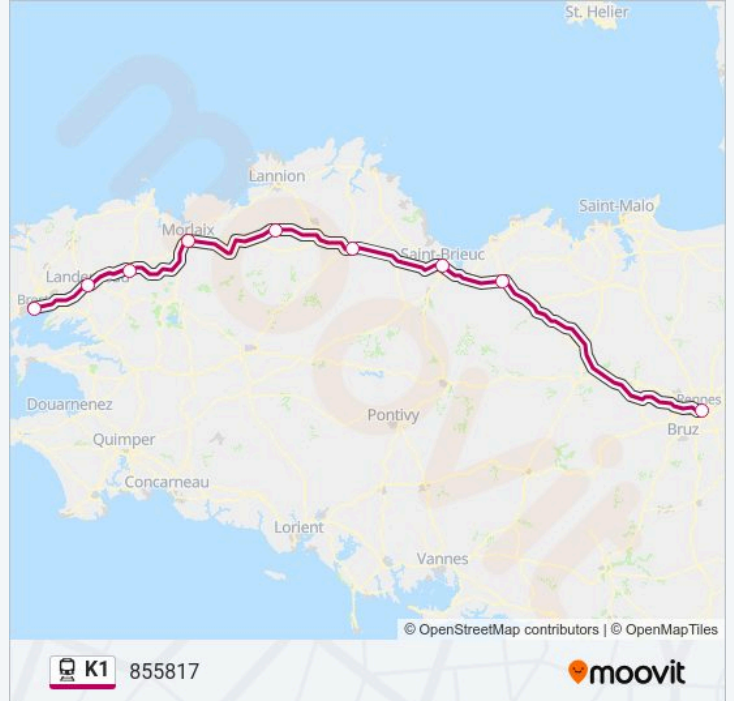 St. Helier
Lannion
Saint-Malo
Morlaix
Saint-Brieuc
Brest
Rennes
Douarnenez
Pontivy
Bruz
Quimper
Concarneau
Lorient
Vannes
© OpenStreetMap contributors | © OpenMapTiles
K1 855817
moovit